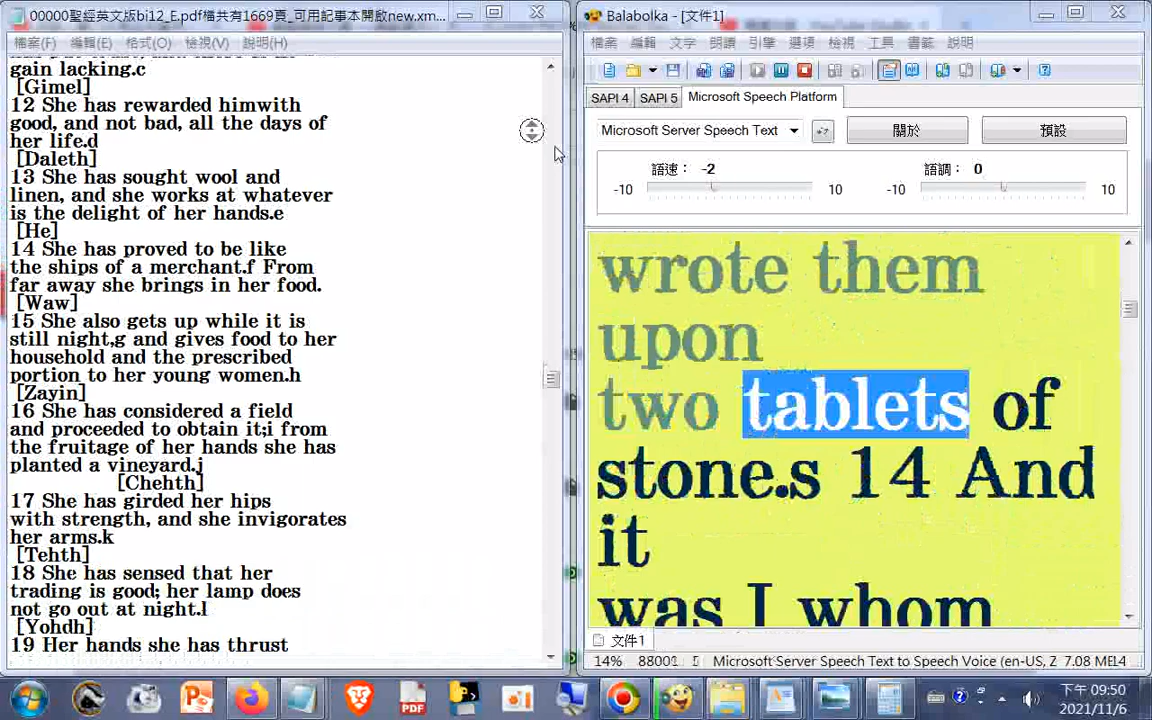 00000聖經英文版bi12_E.pdf檔共有1669頁_可用記事本開啟new.xm...
檔案(F) 編輯(E) 格式(O) 檢視(V) 說明(H)
gain lacking.c
[Gimel]
12 She has rewarded himwith
good, and not bad, all the days of
her life.d
[Daleth]
13 She has sought wool and
linen, and she works at whatever
is the delight of her hands.e
[He]
14 She has proved to be like
the ships of a merchant.f From
far away she brings in her food.
[Waw]
15 She also gets up while it is
still night,g and gives food to her
household and the prescribed
portion to her young women.h
[Zayin]
16 She has considered a field
and proceeded to obtain it;i from
the fruitage of her hands she has
planted a vineyard.j
[Chehth]
17 She has girded her hips
with strength, and she invigorates
her arms.k
[Tehth]
18 She has sensed that her
trading is good; her lamp does
not go out at night.l
[Yohdh]
19 Her hands she has thrust
Balabolka - [文件1]
檔案 編輯 文字 朗讀 引擎 選項 檢視 工具 書籤 說明
SAPI 4 SAPI 5 Microsoft Speech Platform
Microsoft Server Speech Text 關於 預設
語速: -2 語調: 0
-10 10 -10 10
wrote them
upon
two tablets of
stone.s 14 And
it
was I whom
文件1
14% 88001 Microsoft Server Speech Text to Speech Voice (en-US, Z 7.08 ME14
PDF
下午 09:50
2021/11/6